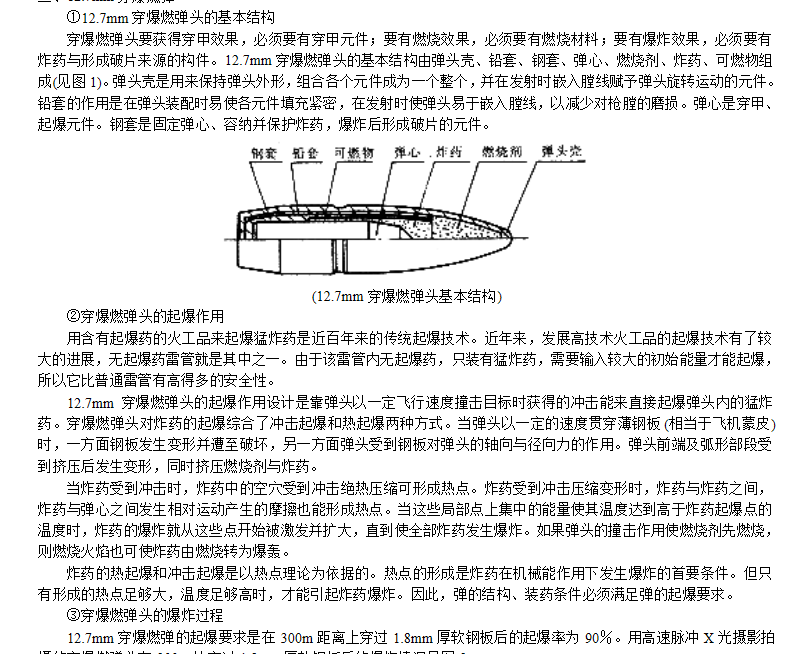 ①12.7mm 穿爆燃弹头的基本结构
穿爆燃弹头要获得穿甲效果，必须要有穿甲元件；要有燃烧效果，必须要有燃烧材料；要有爆炸效果，必须要有
炸药与形成破片来源的构件。12.7mm 穿爆燃弹头的基本结构由弹头壳、铅套、钢套、弹心、燃烧剂、炸药、可燃物组
成(见图 1)。弹头壳是用来保持弹头外形，组合各个元件成为一个整个，并在发射时嵌入膛线赋予弹头旋转运动的元件。
铅套的作用是在弹头装配时易使各元件填充紧密，在发射时使弹头易于嵌入膛线，以减少对枪膛的磨损。弹心是穿甲、
起爆元件。钢套是固定弹心、容纳并保护炸药，爆炸后形成破片的元件。
钢套 铅套 可燃物 弹心 炸药 燃烧剂 弹头壳
(12.7mm 穿爆燃弹头基本结构)
②穿爆燃弹头的起爆作用
用含有起爆药的火工品来起爆猛炸药是近百年来的传统起爆技术。近年来，发展高技术火工品的起爆技术有了较
大的进展，无起爆药雷管就是其中之一。由于该雷管内无起爆药，只装有猛炸药，需要输入较大的初始能量才能起爆，
所以它比普通雷管有高得多的安全性。
12.7mm 穿爆燃弹头的起爆作用设计是靠弹头以一定飞行速度撞击目标时获得的冲击能来直接起爆弹头内的猛炸
药。穿爆燃弹头对炸药的起爆综合了冲击起爆和热起爆两种方式。当弹头以一定的速度贯穿薄钢板(相当于飞机蒙皮)
时，一方面钢板发生变形并遭至破坏，另一方面弹头受到钢板对弹头的轴向与径向力的作用。弹头前端及弧形部段受
到挤压后发生变形，同时挤压燃烧剂与炸药。
当炸药受到冲击时，炸药中的空穴受到冲击绝热压缩可形成热点。炸药受到冲击压缩变形时，炸药与炸药之间，
炸药与弹心之间发生相对运动产生的摩擦也能形成热点。当这些局部点上集中的能量使其温度达到高于炸药起爆点的
温度时，炸药的爆炸就从这些点开始被激发并扩大，直到使全部炸药发生爆炸。如果弹头的撞击作用使燃烧剂先燃烧，
则燃烧火焰也可使炸药由燃烧转为爆轰。
炸药的热起爆和冲击起爆是以热点理论为依据的。热点的形成是炸药在机械能作用下发生爆炸的首要条件。但只
有形成的热点足够大，温度足够高时，才能引起炸药爆炸。因此，弹的结构、装药条件必须满足弹的起爆要求。
③穿爆燃弹头的爆炸过程
12.7mm 穿爆燃弹的起爆要求是在 300m 距离上穿过 1.8mm 厚软钢板后的起爆率为 90%。用高速脉冲 X 光摄影拍